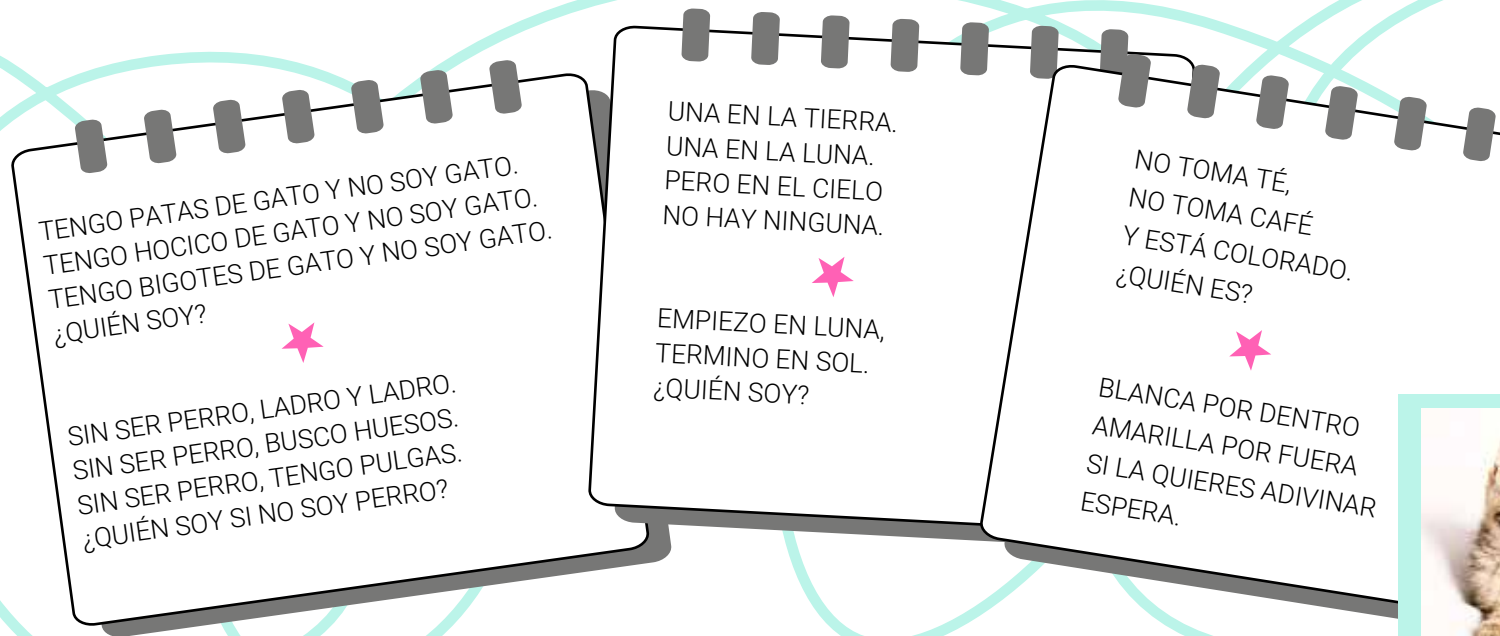 TENGO PATAS DE GATO Y NO SOY GATO.
TENGO HOCICO DE GATO Y NO SOY GATO.
TENGO BIGOTES DE GATO Y NO SOY GATO.
¿QUIÉN SOY?
SIN SER PERRO, LADRO Y LADRO.
SIN SER PERRO, BUSCO HUESOS.
SIN SER PERRO, TENGO PULGAS.
¿QUIÉN SOY SI NO SOY PERRO?
UNA EN LA TIERRA.
UNA EN LA LUNA.
PERO EN EL CIELO
NO HAY NINGUNA.
EMPIEZO EN LUNA,
TERMINO EN SOL.
¿QUIÉN SOY?
NO TOMA TÉ,
NO TOMA CAFÉ
Y ESTÁ COLORADO.
¿QUIÉN ES?
BLANCA POR DENTRO
AMARILLA POR FUERA
SI LA QUIERES ADIVINAR
ESPERA.